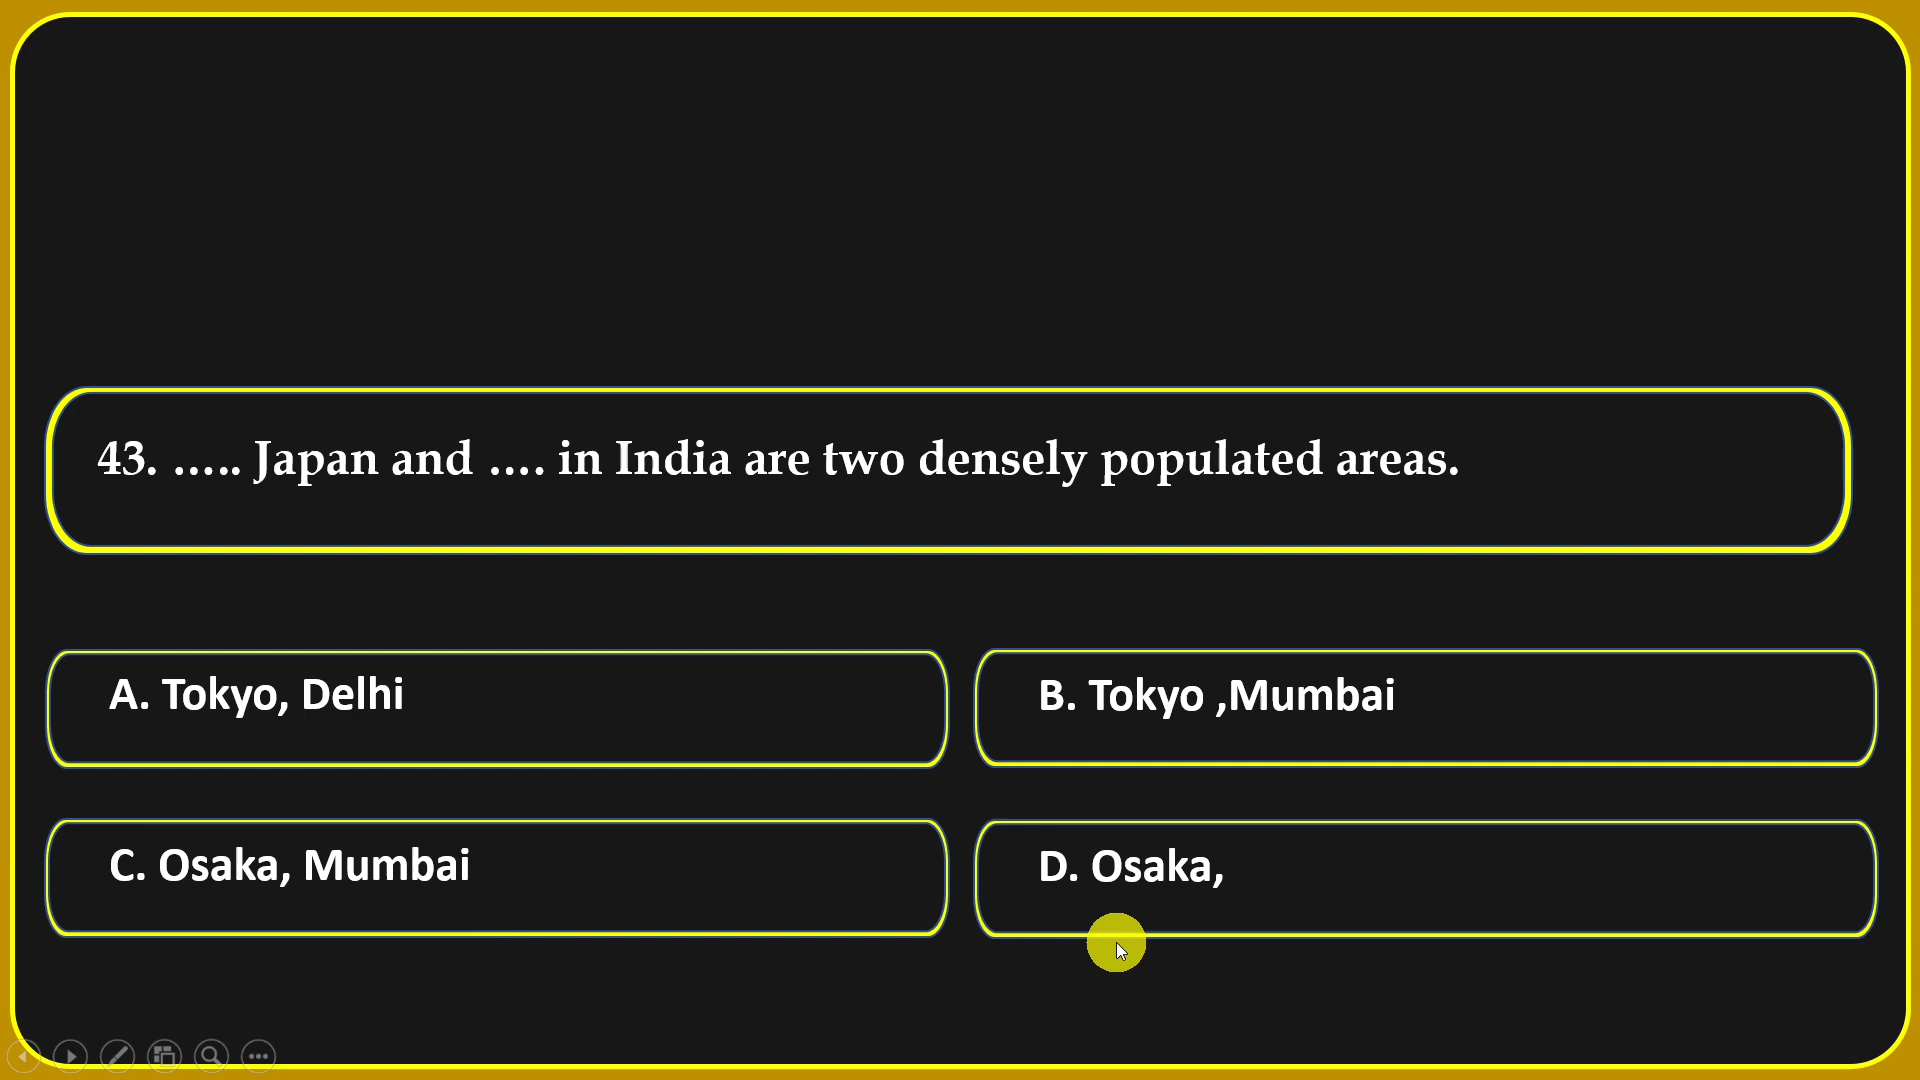 43. ..... Japan and .... in India are two densely populated areas.
A. Tokyo, Delhi
B. Tokyo ,Mumbai
C. Osaka, Mumbai
D. Osaka,